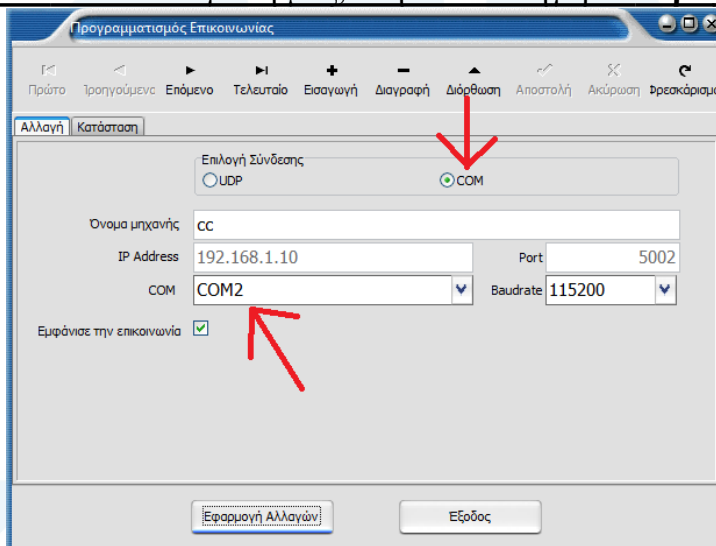 Προγραμματισμός Επικοινωνίας
Πρώτο Προηγούμενο Επόμενο Τελευταίο Εισαγωγή Διαγραφή Διόρθωση Αποστολή Ακύρωση Φρεσκάρισμα
Αλλαγή Κατάσταση
Επιλογή Σύνδεσης
UDP COM
Όνομα μηχανής cc
IP Address 192.168.1.10 Port 5002
COM COM2 Baudrate 115200
Εμφάνισε την επικοινωνία
Εφαρμογή Αλλαγών Έξοδος